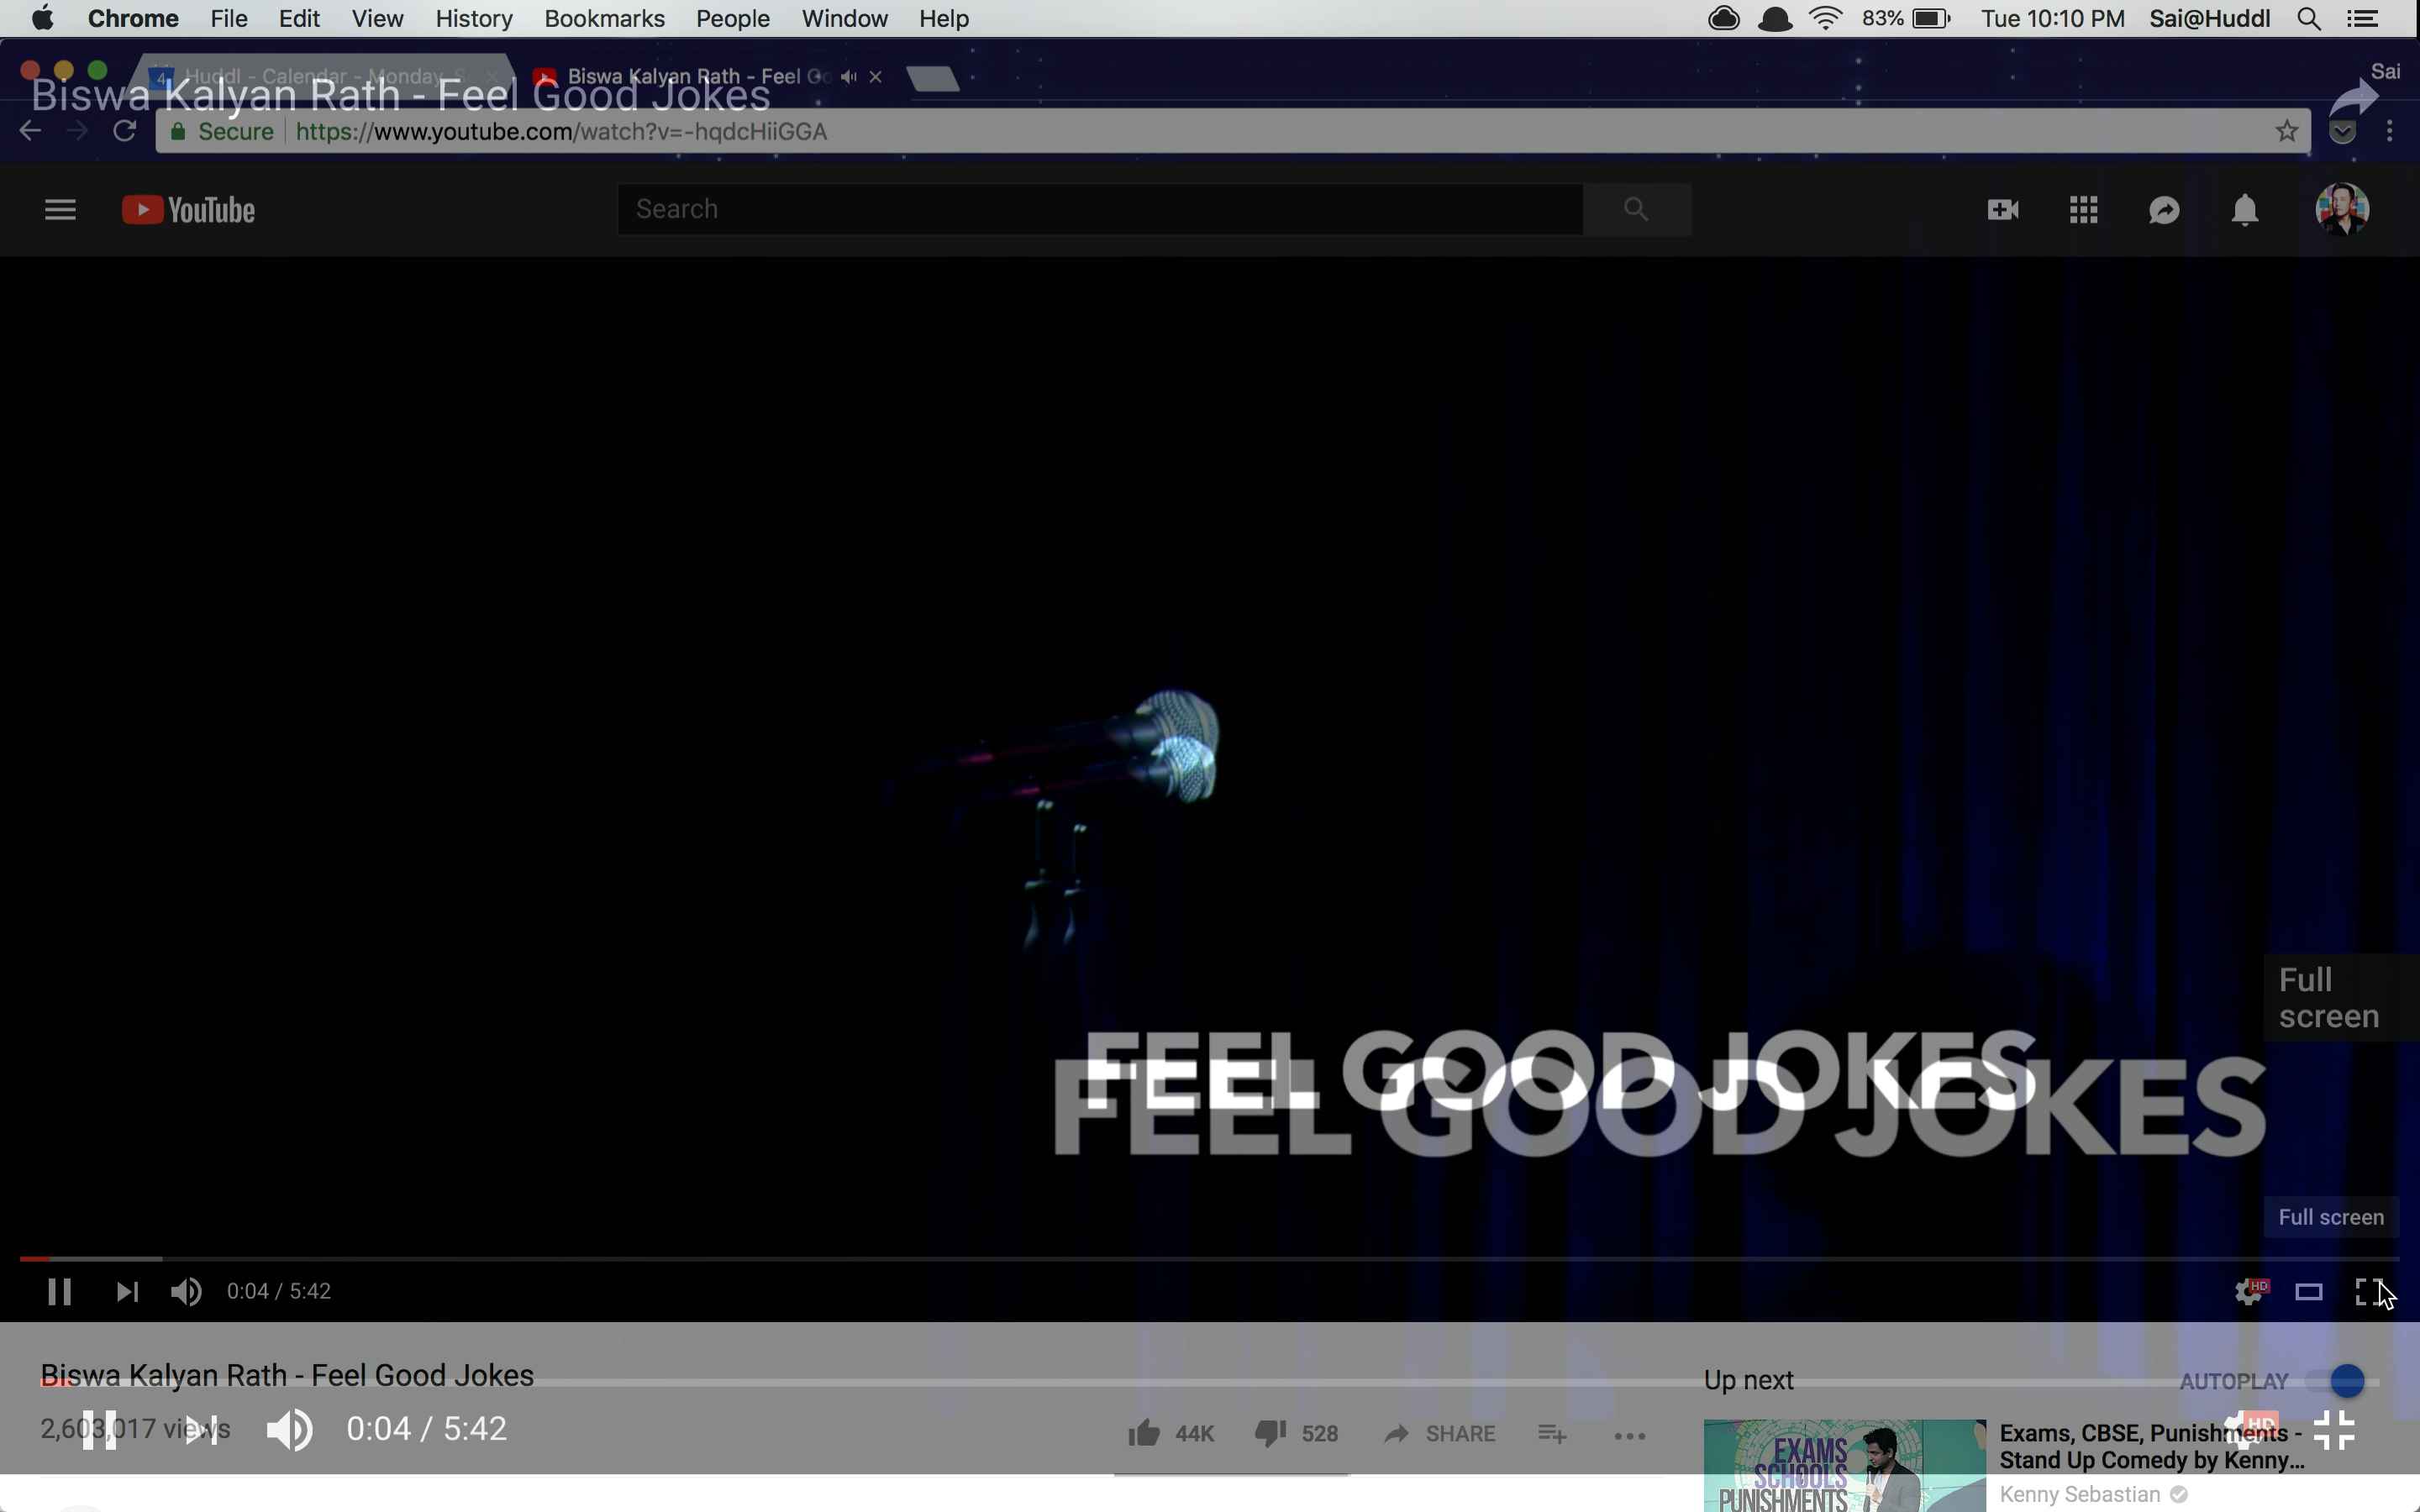 Chrome File Edit View History Bookmarks People Window Help 83% Tue 10:10 PM Sai@Huddl
4 Huddl - Calendar - Monday, Biswa Kalyan Rath - Feel Go Sai
Biswa Kalyan Rath - Feel Good Jokes
Secure https://www.youtube.com/watch?v=-hqdcHiiGGA
YouTube Search
Full
screen
FEEL GOOD JOKES
FEEL GOOD JOKES
Full screen
0:04 / 5:42 HD
Biswa Kalyan Rath - Feel Good Jokes
Up next AUTOPLAY
2,603,017 views
0:04 / 5:42 44K 528 SHARE HD
Exams, CBSE, Punishments -
Stand Up Comedy by Kenny...
Kenny Sebastian
EXAMS
SCHOOLS
PUNISHMENTS